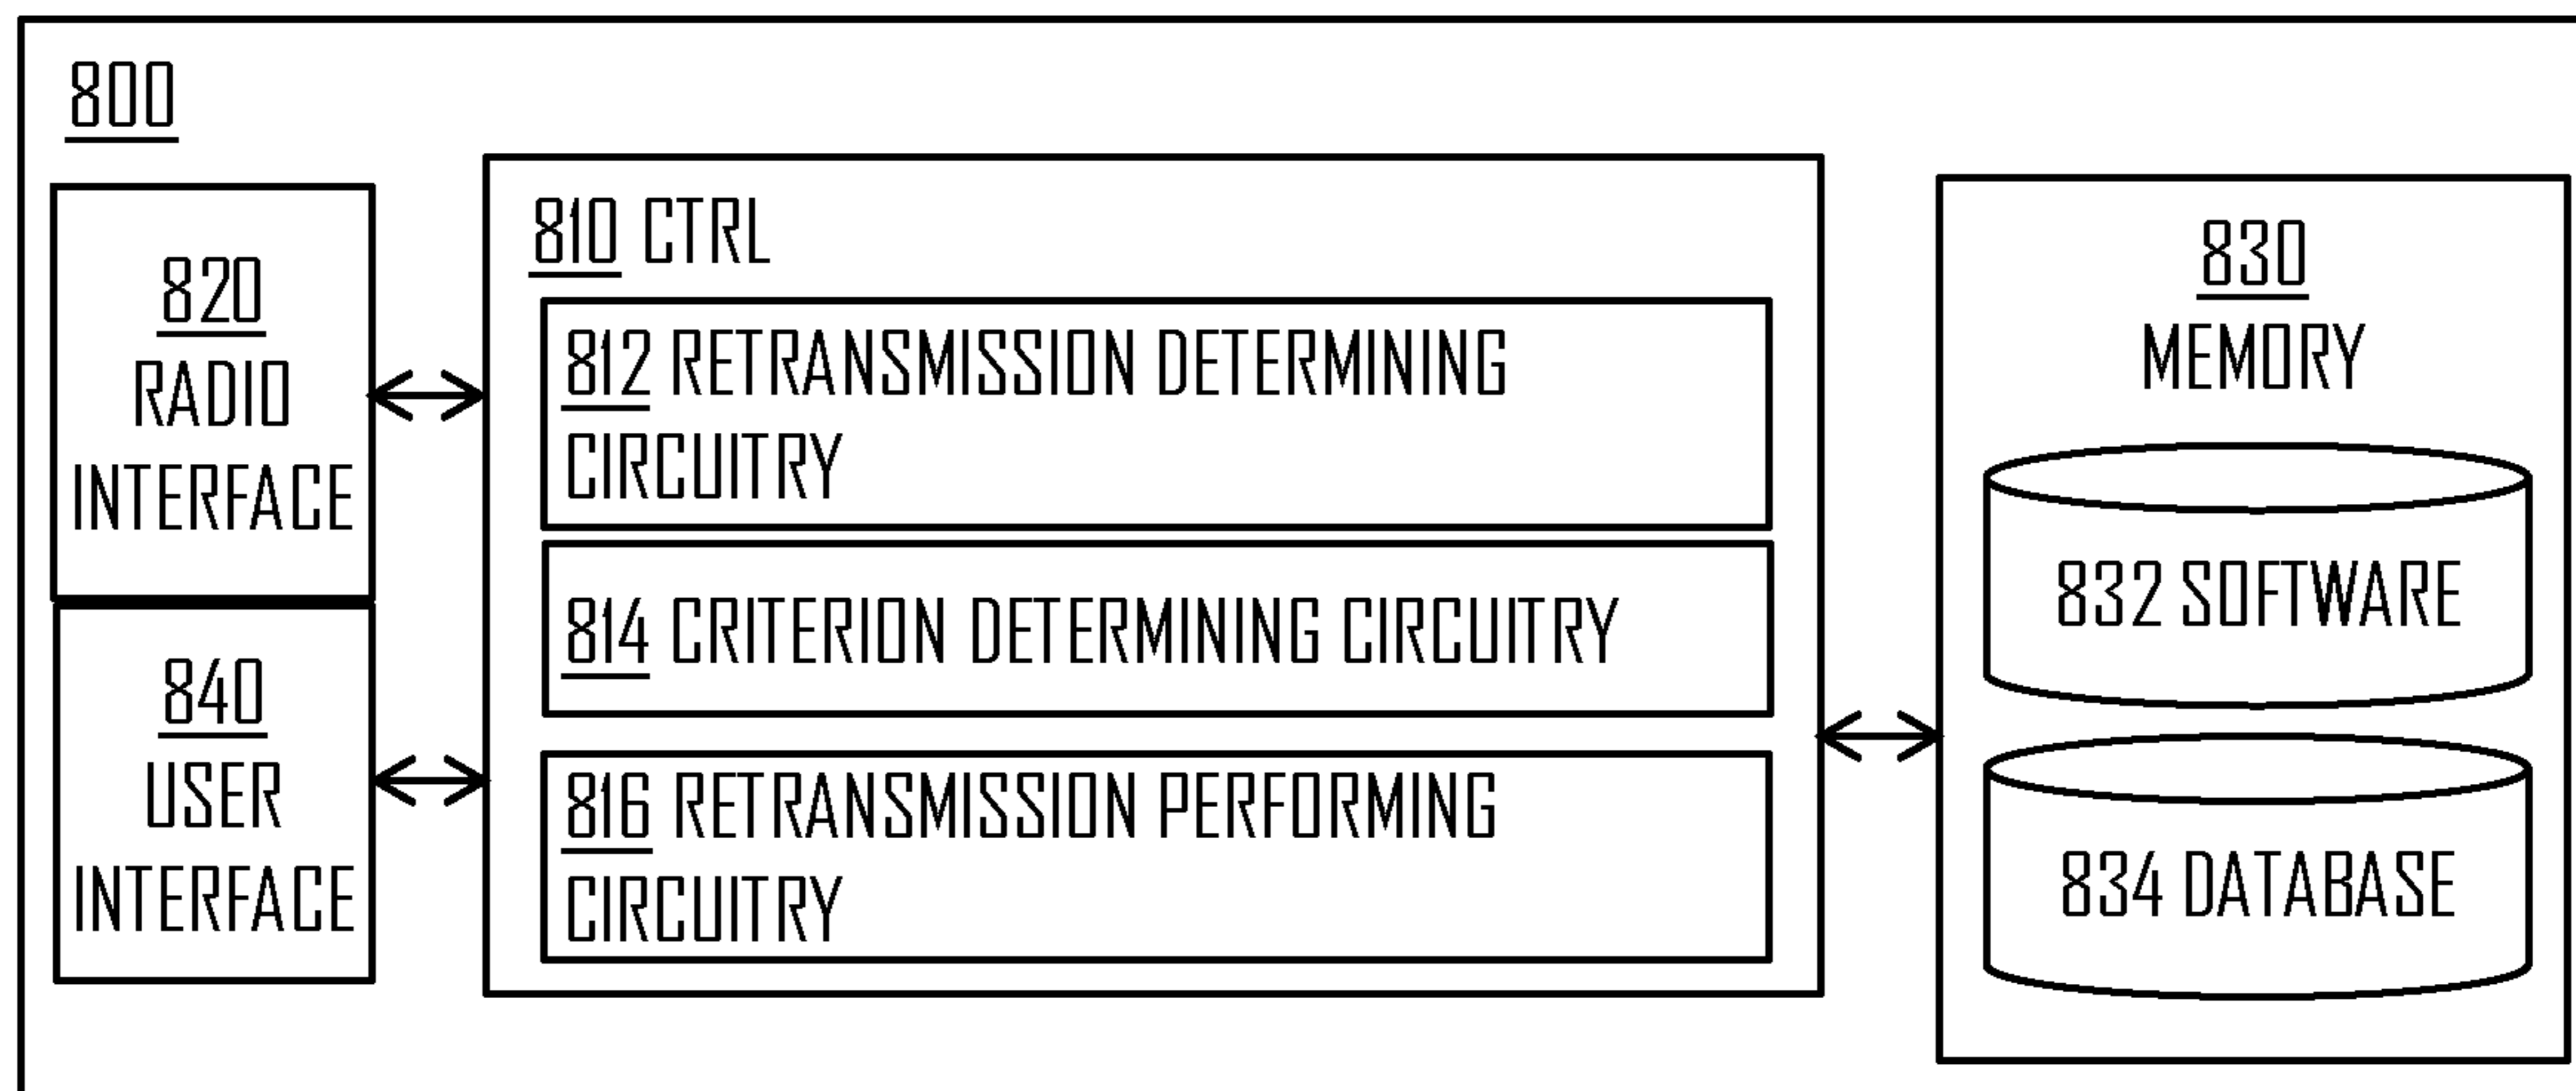 800
820
RADIO
INTERFACE
840
USER
INTERFACE
810 CTRL
812 RETRANSMISSION DETERMINING
CIRCUITRY
814 CRITERION DETERMINING CIRCUITRY
816 RETRANSMISSION PERFORMING
CIRCUITRY
830
MEMORY
832 SOFTWARE
834 DATABASE